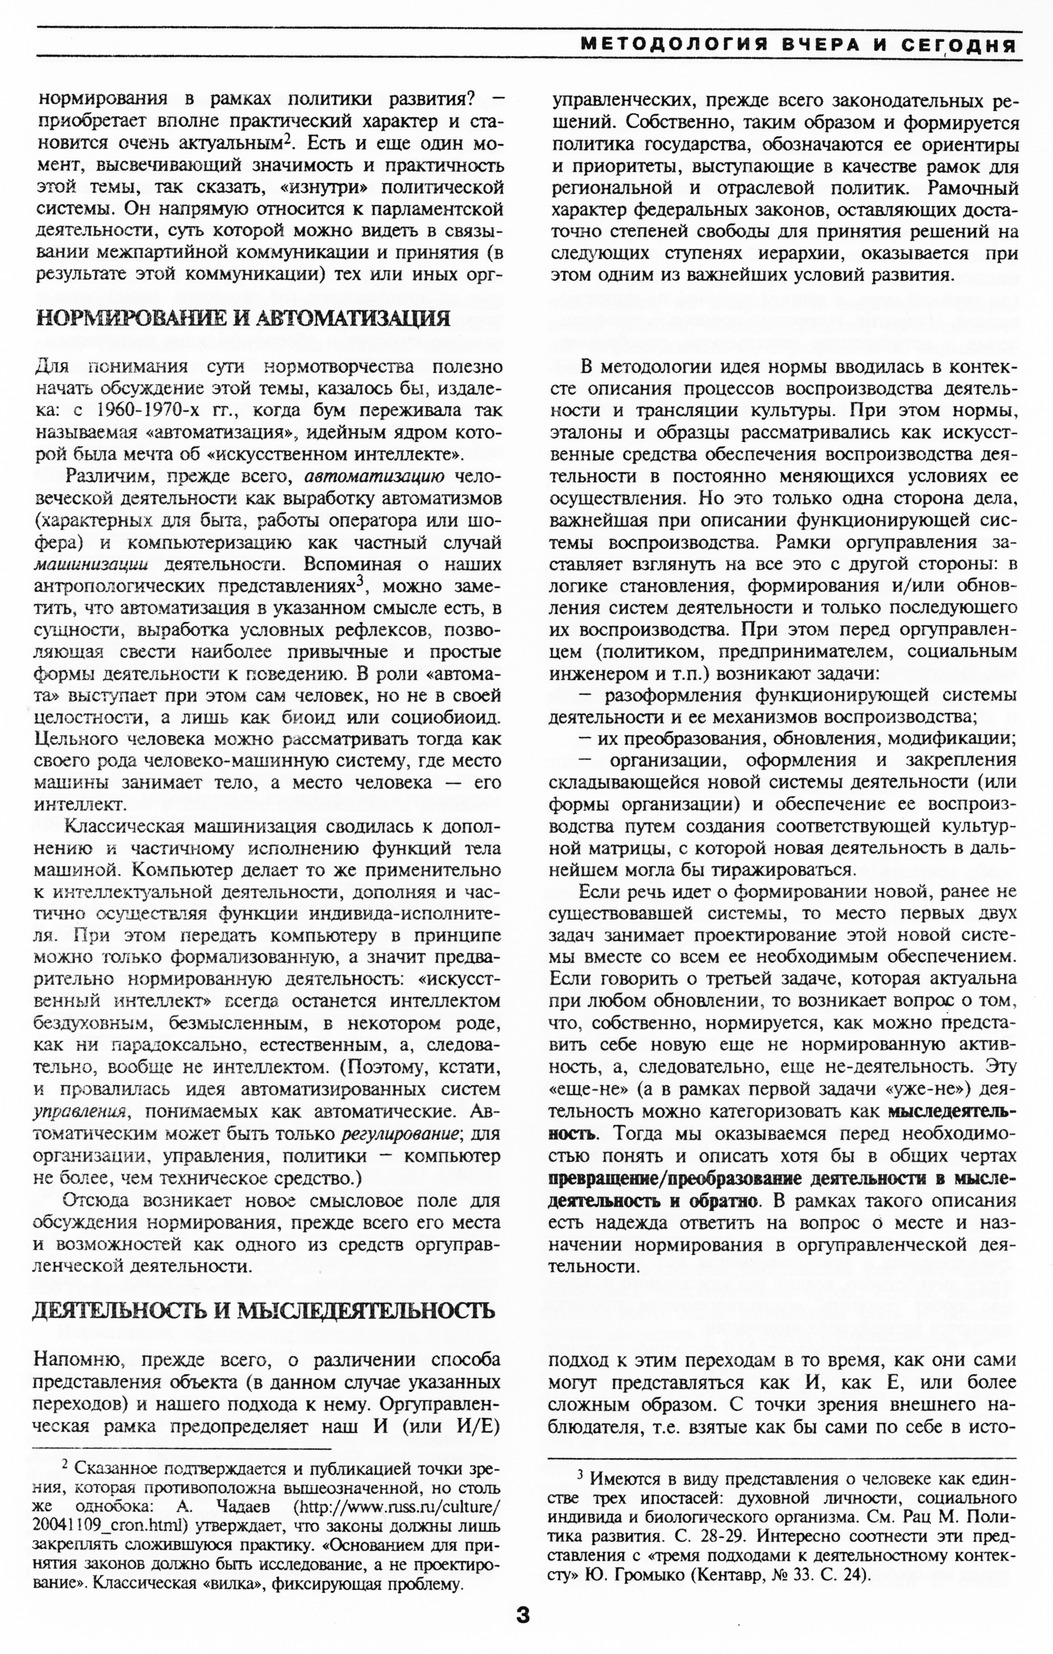 МЕТОДОЛОГИЯ ВЧЕРА И СЕГОДНЯ
нормирования в рамках политики развития? —
приобретает вполне практический характер и ста-
новится очень актуальным2. Есть и еще один мо-
мент, высвечивающий значимость и практичность
этой темы, так сказать, «изнутри» политической
системы. Он напрямую относится к парламентской
деятельности, суть которой можно видеть в связы-
вании межпартийной коммуникации и принятия (в
результате этой коммуникации) тех или иных орг-
управленческих, прежде всего законодательных ре-
шений. Собственно, таким образом и формируется
политика государства, обозначаются ее ориентиры
и приоритеты, выступающие в качестве рамок для
региональной и отраслевой политик. Рамочный
характер федеральных законов, оставляющих доста-
точно степеней свободы для принятия решений на
следующих ступенях иерархии, оказывается при
этом одним из важнейших условий развития.
НОРМИРОВАНИЕ И АВТОМАТИЗАЦИЯ
Для понимания сути нормотворчества полезно
начать обсуждение этой темы, казалось бы, издале-
ка: с 1960-1970-х гг., когда бум переживала так
называемая «автоматизация», идейным ядром кото-
рой была мечта об «искусственном интеллекте».
Различим, прежде всего, автоматизацию чело-
веческой деятельности как выработку автоматизмов
(характерных для быта, работы оператора или шо-
фера) и компьютеризацию как частный случай
машинизации деятельности. Вспоминая о наших
антропологических представлениях3, можно заме-
тить, что автоматизация в указанном смысле есть, в
сущности, выработка условных рефлексов, позво-
ляющая свести наиболее привычные и простые
формы деятельности к поведению. В роли «автома-
та» выступает при этом сам человек, но не в своей
целостности, а лишь как биоид или социобиоид.
Цельного человека можно рассматривать тогда как
своего рода человеко-машинную систему, где место
машины занимает тело, а место человека — его
интеллект.
Классическая машинизация сводилась к допол-
нению и частичному исполнению функций тела
машиной. Компьютер делает то же применительно
к интеллектуальной деятельности, дополняя и час-
тично осуществляя функции индивида-исполните-
ля. При этом передать компьютеру в принципе
можно только формализованную, а значит предва-
рительно нормированную деятельность: «искусст-
венный интеллект» всегда останется интеллектом
бездуховным, безмысленным, в некотором роде,
как ни парадоксально, естественным, а, следова-
тельно, вообще не интеллектом. (Поэтому, кстати,
и провалилась идея автоматизированных систем
управления, понимаемых как автоматические. Ав-
томатическим может быть только регулирование; для
организации, управления, политики — компьютер
не более, чем техническое средство.)
Отсюда возникает новое смысловое поле для
обсуждения нормирования, прежде всего его места
и возможностей как одного из средств оргуправ-
ленческой деятельности.
В методологии идея нормы вводилась в контек-
сте описания процессов воспроизводства деятель-
ности и трансляции культуры. При этом нормы,
эталоны и образцы рассматривались как искусст-
венные средства обеспечения воспроизводства дея-
тельности в постоянно меняющихся условиях ее
осуществления. Но это только одна сторона дела,
важнейшая при описании функционирующей сис-
темы воспроизводства. Рамки оргуправления за-
ставляет взглянуть на все это с другой стороны: в
логике становления, формирования и/или обнов-
ления систем деятельности и только последующего
их воспроизводства. При этом перед оргуправлен-
цем (политиком, предпринимателем, социальным
инженером и т.п.) возникают задачи:
— разоформления функционирующей системы
деятельности и ее механизмов воспроизводства;
— их преобразования, обновления, модификации;
— организации, оформления и закрепления
складывающейся новой системы деятельности (или
формы организации) и обеспечение ее воспроиз-
водства путем создания соответствующей культур-
ной матрицы, с которой новая деятельность в даль-
нейшем могла бы тиражироваться.
Если речь идет о формировании новой, ранее не
существовавшей системы, то место первых двух
задач занимает проектирование этой новой систе-
мы вместо со всем ее необходимым обеспечением.
Если говорить о третьей задаче, которая актуальна
при любом обновлении, то возникает вопрос о том,
что, собственно, нормируется, как можно предста-
вить себе новую еще не нормированную актив-
ность, а, следовательно, еще не-деятельность. Эту
«еще-не» (а в рамках первой задачи «уже-не») дея-
тельность можно категоризовать как мыследеятель-
ность. Тогда мы оказываемся перед необходимо-
стью понять и описать хотя бы в общих чертах
превращение/преобразование деятельности в мысле-
деятельность и обратно. В рамках такого описания
есть надежда ответить на вопрос о месте и наз-
начении нормирования в оргуправленческой дея-
тельности.
ДЕЯТЕЛЬНОСТЬ И МЫСЛЕДЕЯТЕЛЬНОСТЬ
Напомню, прежде всего, о различении способа
представления объекта (в данном случае указанных
переходов) и нашего подхода к нему. Оргуправлен-
ческая рамка предопределяет наш И (или И/Е)
подход к этим переходам в то время, как они сами
могут представляться как И, как Е, или более
сложным образом. С точки зрения внешнего на-
блюдателя, т.е. взятые как бы сами по себе в исто-
2 Сказанное подтверждается и публикацией точки зре-
ния, которая противоположна вышеозначенной, но столь
же однобока: А. Чадаев (http://www.russ.ru/culture/
20041109_cron.html) утверждает, что законы должны лишь
закреплять сложившуюся практику. «Основанием для при-
нятия законов должно быть исследование, а не проектиро-
вание». Классическая «вилка», фиксирующая проблему.
3 Имеются в виду представления о человеке как един-
стве трех ипостасей: духовной личности, социального
индивида и биологического организма. См. Рац М. Поли-
тика развития. С. 28-29. Интересно соотнести эти пред-
ставления с «тремя подходами к деятельностному контек-
сту» Ю. Громыко (Кентавр, № 33. С. 24).
3